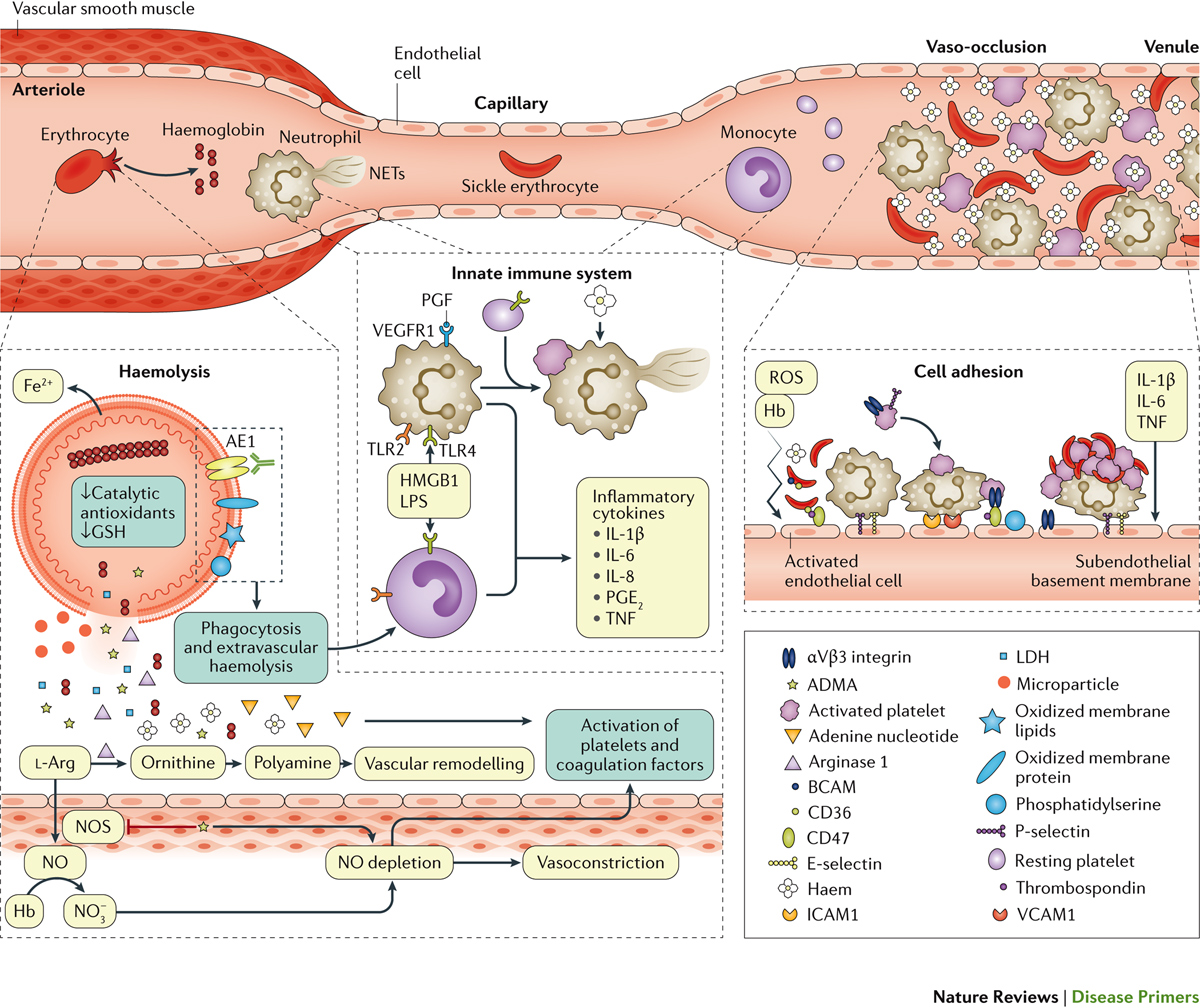 Vascular smooth muscle
Arteriole
Endothelial
cell
Capillary
Vaso-occlusion
Venule
Erythrocyte
Haemoglobin
Neutrophil
NETs
Sickle erythrocyte
Monocyte
Innate immune system
PGF
VEGFR1
TLR2
TLR4
HMGB1
LPS
Inflammatory
cytokines
• IL-1β
• IL-6
• IL-8
• PGE₂
• TNF
Haemolysis
Fe²⁺
AE1
↓Catalytic
antioxidants
↓GSH
Phagocytosis
and extravascular
haemolysis
L-Arg
Ornithine
Polyamine
Vascular remodelling
Activation of
platelets and
coagulation factors
NOS
NO
NO depletion
Vasoconstriction
Hb
NO₃⁻
Cell adhesion
ROS
Hb
IL-1β
IL-6
TNF
Activated
endothelial cell
Subendothelial
basement membrane
αVβ3 integrin
ADMA
Activated platelet
Adenine nucleotide
Arginase 1
BCAM
CD36
CD47
E-selectin
Haem
ICAM1
LDH
Microparticle
Oxidized membrane
lipids
Oxidized membrane
protein
Phosphatidylserine
P-selectin
Resting platelet
Thrombospondin
VCAM1
Nature Reviews | Disease Primers